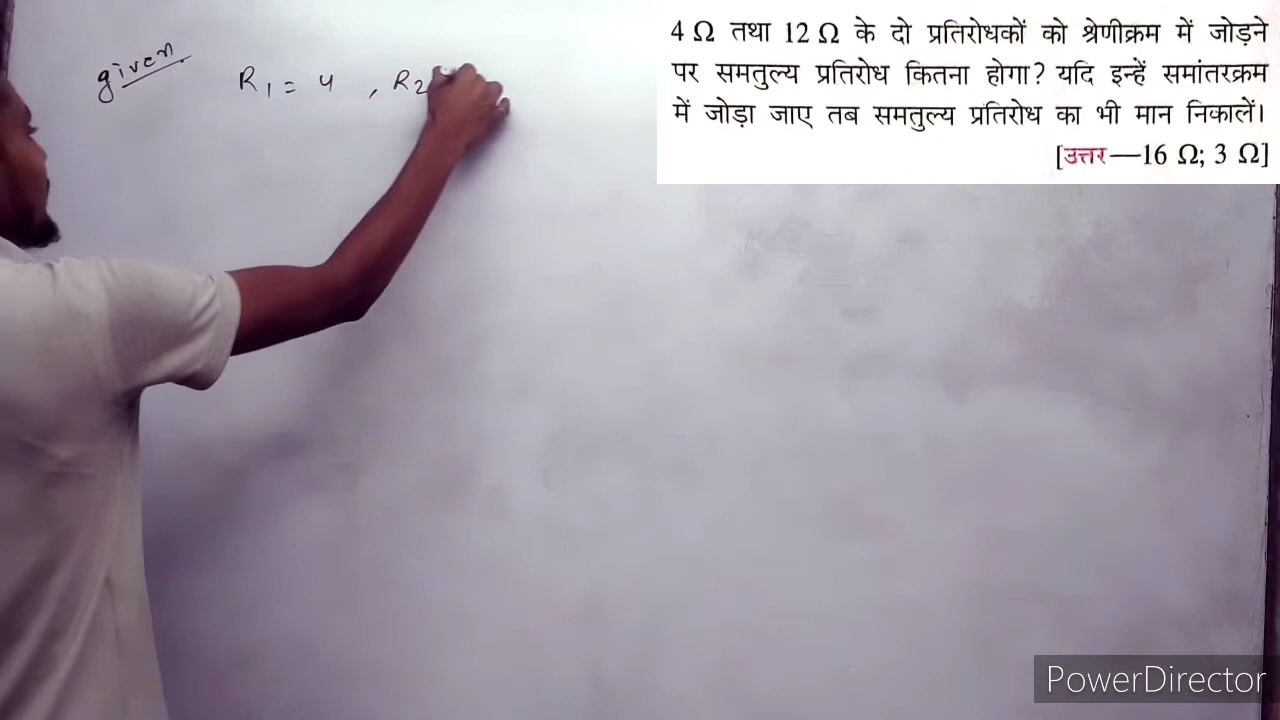 given
R1 = 4 , R2
4 Ω तथा 12 Ω के दो प्रतिरोधकों को श्रेणीक्रम में जोड़ने
पर समतुल्य प्रतिरोध कितना होगा? यदि इन्हें समांतरक्रम
में जोड़ा जाए तब समतुल्य प्रतिरोध का भी मान निकालें।
[उत्तर—16 Ω; 3 Ω]
PowerDirector